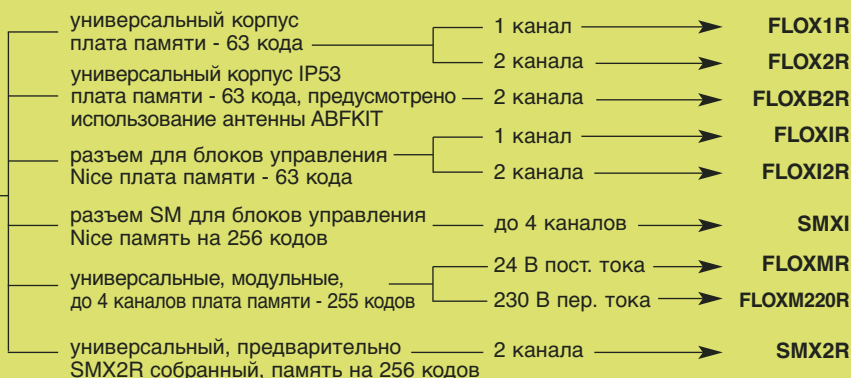 универсальный корпус
плата памяти - 63 кода
1 канал
FLOX1R
2 канала
FLOX2R
универсальный корпус IP53
плата памяти - 63 кода, предусмотрено
использование антенны ABFKIT
2 канала
FLOXB2R
разъем для блоков управления
Nice плата памяти - 63 кода
1 канал
FLOXIR
2 канала
FLOXI2R
разъем SM для блоков управления
Nice память на 256 кодов
до 4 каналов
SMXI
универсальные, модульные,
до 4 каналов плата памяти - 255 кодов
24 В пост. тока
FLOXMR
230 В пер. тока
FLOXM220R
универсальный, предварительно
SMX2R собранный, память на 256 кодов
2 канала
SMX2R